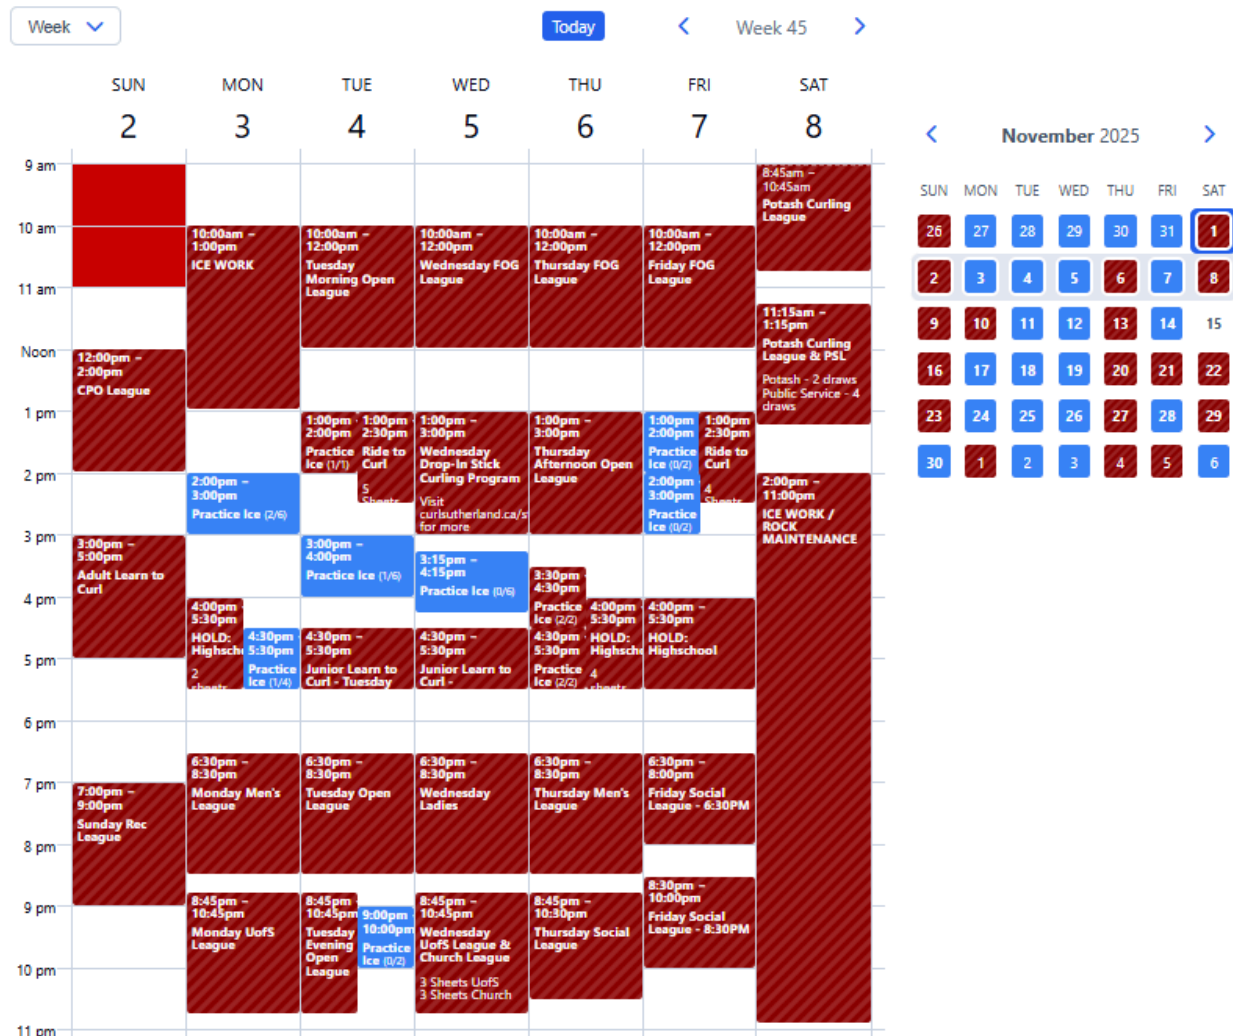 Week
Today
Week 45
SUN MON TUE WED THU FRI SAT
2 3 4 5 6 7 8
9 am
10 am
11 am
Noon
1 pm
2 pm
3 pm
4 pm
5 pm
6 pm
7 pm
8 pm
9 pm
10 pm
11 pm
12:00pm –
2:00pm
CPO League
3:00pm –
5:00pm
Adult Learn to
Curl
7:00pm –
9:00pm
Sunday Rec
League
10:00am –
1:00pm
ICE WORK
2:00pm –
3:00pm
Practice Ice (2/6)
4:00pm
5:30pm
HOLD:
Highsch
2
sheets
4:30pm
5:30pm
Practice
Ice (1/4)
6:30pm –
8:30pm
Monday Men's
League
8:45pm –
10:45pm
Monday UofS
League
10:00am –
12:00pm
Tuesday
Morning Open
League
1:00pm
2:00pm
Practice
Ice (1/1)
1:00pm
2:30pm
Ride to
Curl
5
Sheets
3:00pm –
4:00pm
Practice Ice (1/6)
4:30pm –
5:30pm
Junior Learn to
Curl - Tuesday
6:30pm –
8:30pm
Tuesday Open
League
8:45pm
10:45pm
Tuesday
Evening
Open
League
9:00pm
10:00pm
Practice
Ice (0/2)
10:00am –
12:00pm
Wednesday FOG
League
1:00pm –
3:00pm
Wednesday
Drop-In Stick
Curling Program
Visit
curlsutherland.ca/s
for more
3:15pm –
4:15pm
Practice Ice (0/6)
4:30pm –
5:30pm
Junior Learn to
Curl -
6:30pm –
8:30pm
Wednesday
Ladies
8:45pm –
10:45pm
Wednesday
UofS League &
Church League
3 Sheets UofS
3 Sheets Church
10:00am –
12:00pm
Thursday FOG
League
1:00pm –
3:00pm
Thursday
Afternoon Open
League
3:30pm
4:30pm
Practice
Ice (2/2)
4:00pm
5:30pm
HOLD:
Highsch
4
sheets
4:30pm
5:30pm
Practice
Ice (2/2)
6:30pm –
8:30pm
Thursday Men's
League
8:45pm –
10:30pm
Thursday Social
League
10:00am –
12:00pm
Friday FOG
League
1:00pm
2:00pm
Practice
Ice (0/2)
1:00pm
2:30pm
Ride to
Curl
4
Sheets
2:00pm
3:00pm
Practice
Ice (0/2)
4:00pm –
5:30pm
HOLD:
Highschool
6:30pm –
8:00pm
Friday Social
League - 6:30PM
8:30pm –
10:00pm
Friday Social
League - 8:30PM
8:45am –
10:45am
Potash Curling
League
11:15am –
1:15pm
Potash Curling
League & PSL
Potash - 2 draws
Public Service - 4
draws
2:00pm –
11:00pm
ICE WORK /
ROCK
MAINTENANCE
November 2025
SUN MON TUE WED THU FRI SAT
26 27 28 29 30 31 1
2 3 4 5 6 7 8
9 10 11 12 13 14 15
16 17 18 19 20 21 22
23 24 25 26 27 28 29
30 1 2 3 4 5 6